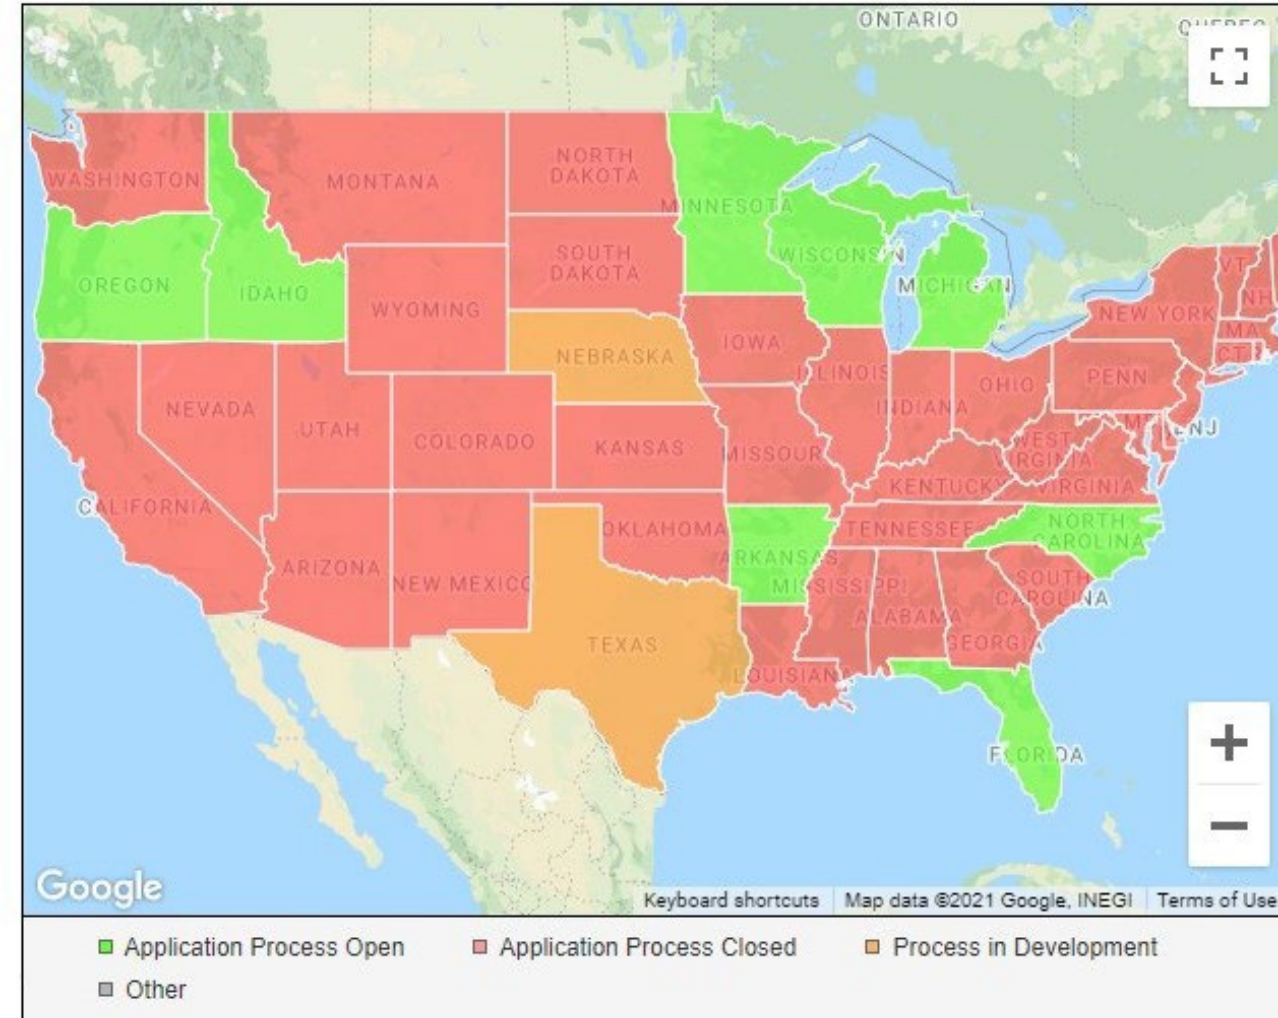 ONTARIO
QUEBEC
WASHINGTON
MONTANA
NORTH
DAKOTA
MINNESOTA
OREGON
IDAHO
WYOMING
SOUTH
DAKOTA
WISCONSIN
MICHIGAN
VT
NH
NEW YORK
MA
CT
NEBRASKA
IOWA
ILLINOIS
INDIANA
OHIO
PENN
NEVADA
UTAH
COLORADO
KANSAS
MISSOUR
WEST
VIRGINIA
NJ
CALIFORNIA
KENTUCKY
VIRGINIA
ARIZONA
NEW MEXICO
OKLAHOMA
ARKANSAS
TENNESSEE
NORTH
CAROLINA
MISSISSIPPI
SOUTH
CAROLINA
ALABAMA
GEORGIA
TEXAS
LOUISIANA
FLORIDA
Google
Keyboard shortcuts
Map data ©2021 Google, INEGI
Terms of Use
Application Process Open
Application Process Closed
Process in Development
Other